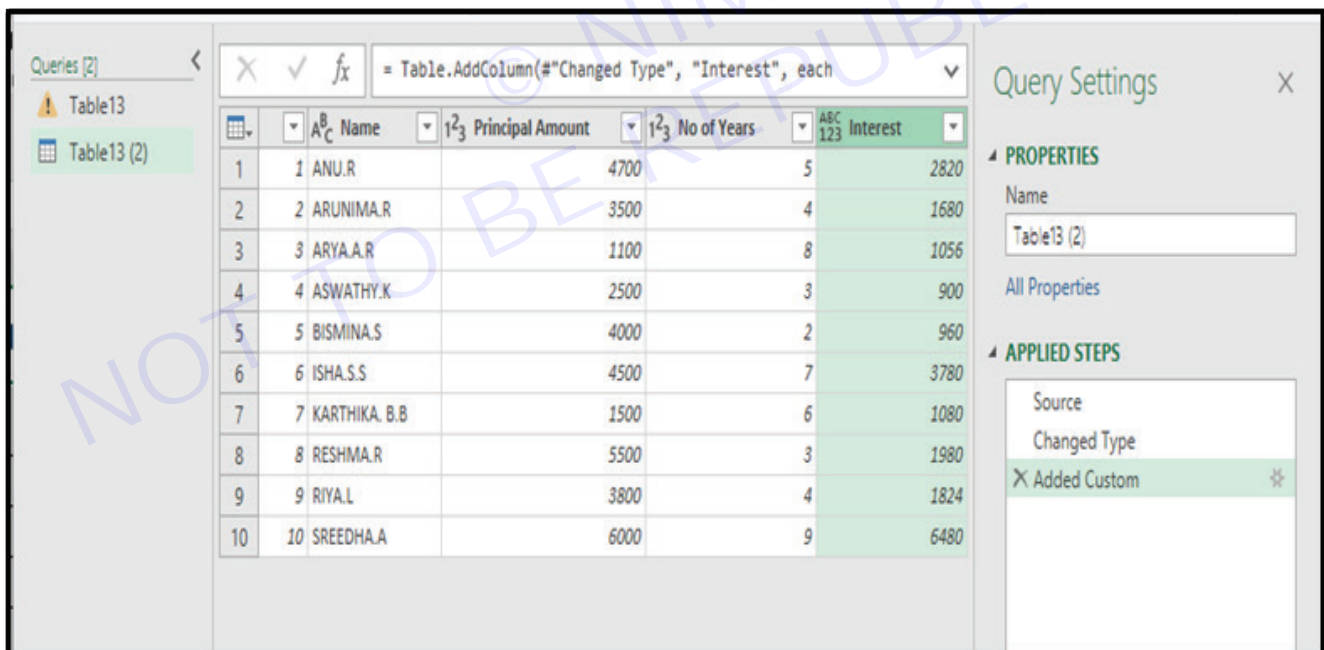 Queries [2]
Table13
Table13 (2)
fx = Table.AddColumn(#"Changed Type", "Interest", each
ABC Name 123 Principal Amount 123 No of Years ABC123 Interest
1 1 ANU.R 4700 5 2820
2 2 ARUNIMA.R 3500 4 1680
3 3 ARYA.A.R 1100 8 1056
4 4 ASWATHY.K 2500 3 900
5 5 BISMINA.S 4000 2 960
6 6 ISHA.S.S 4500 7 3780
7 7 KARTHIKA. B.B 1500 6 1080
8 8 RESHMA.R 5500 3 1980
9 9 RIYA.L 3800 4 1824
10 10 SREEDHA.A 6000 9 6480
Query Settings
PROPERTIES
Name
Table13 (2)
All Properties
APPLIED STEPS
Source
Changed Type
Added Custom
©
NOT TO BE